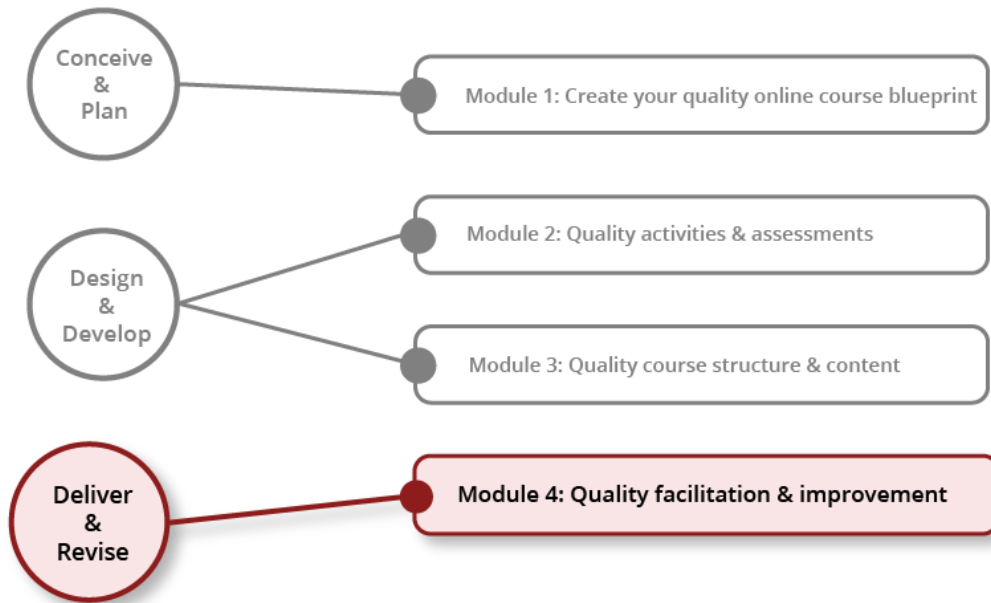 Conceive
&
Plan
Module 1: Create your quality online course blueprint
Design
&
Develop
Module 2: Quality activities & assessments
Module 3: Quality course structure & content
Deliver
&
Revise
Module 4: Quality facilitation & improvement